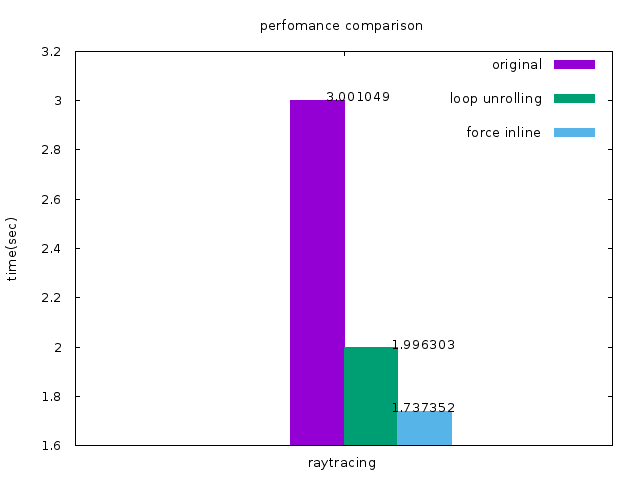 perfomance comparison
3.2
3
2.8
2.6
2.4
2.2
2
1.8
1.6
time(sec)
original
loop unrolling
force inline
3.001049
1.996303
1.737352
raytracing